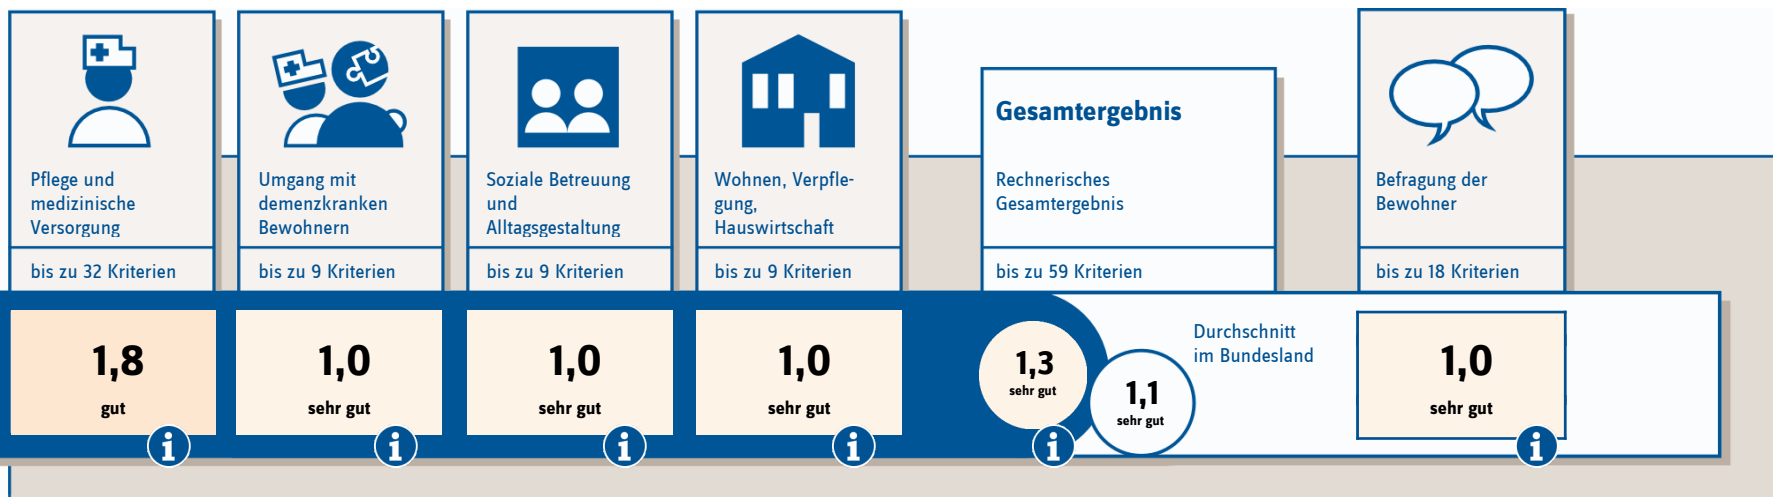 Pflege und
medizinische
Versorgung
bis zu 32 Kriterien
1,8
gut
i
Umgang mit
demenzkranken
Bewohnern
bis zu 9 Kriterien
1,0
sehr gut
i
Soziale Betreuung
und
Alltagsgestaltung
bis zu 9 Kriterien
1,0
sehr gut
i
Wohnen, Verpfle-
gung,
Hauswirtschaft
bis zu 9 Kriterien
1,0
sehr gut
i
Gesamtergebnis
Rechnerisches
Gesamtergebnis
bis zu 59 Kriterien
1,3
sehr gut
i
1,1
sehr gut
Durchschnitt
im Bundesland
Befragung der
Bewohner
bis zu 18 Kriterien
1,0
sehr gut
i